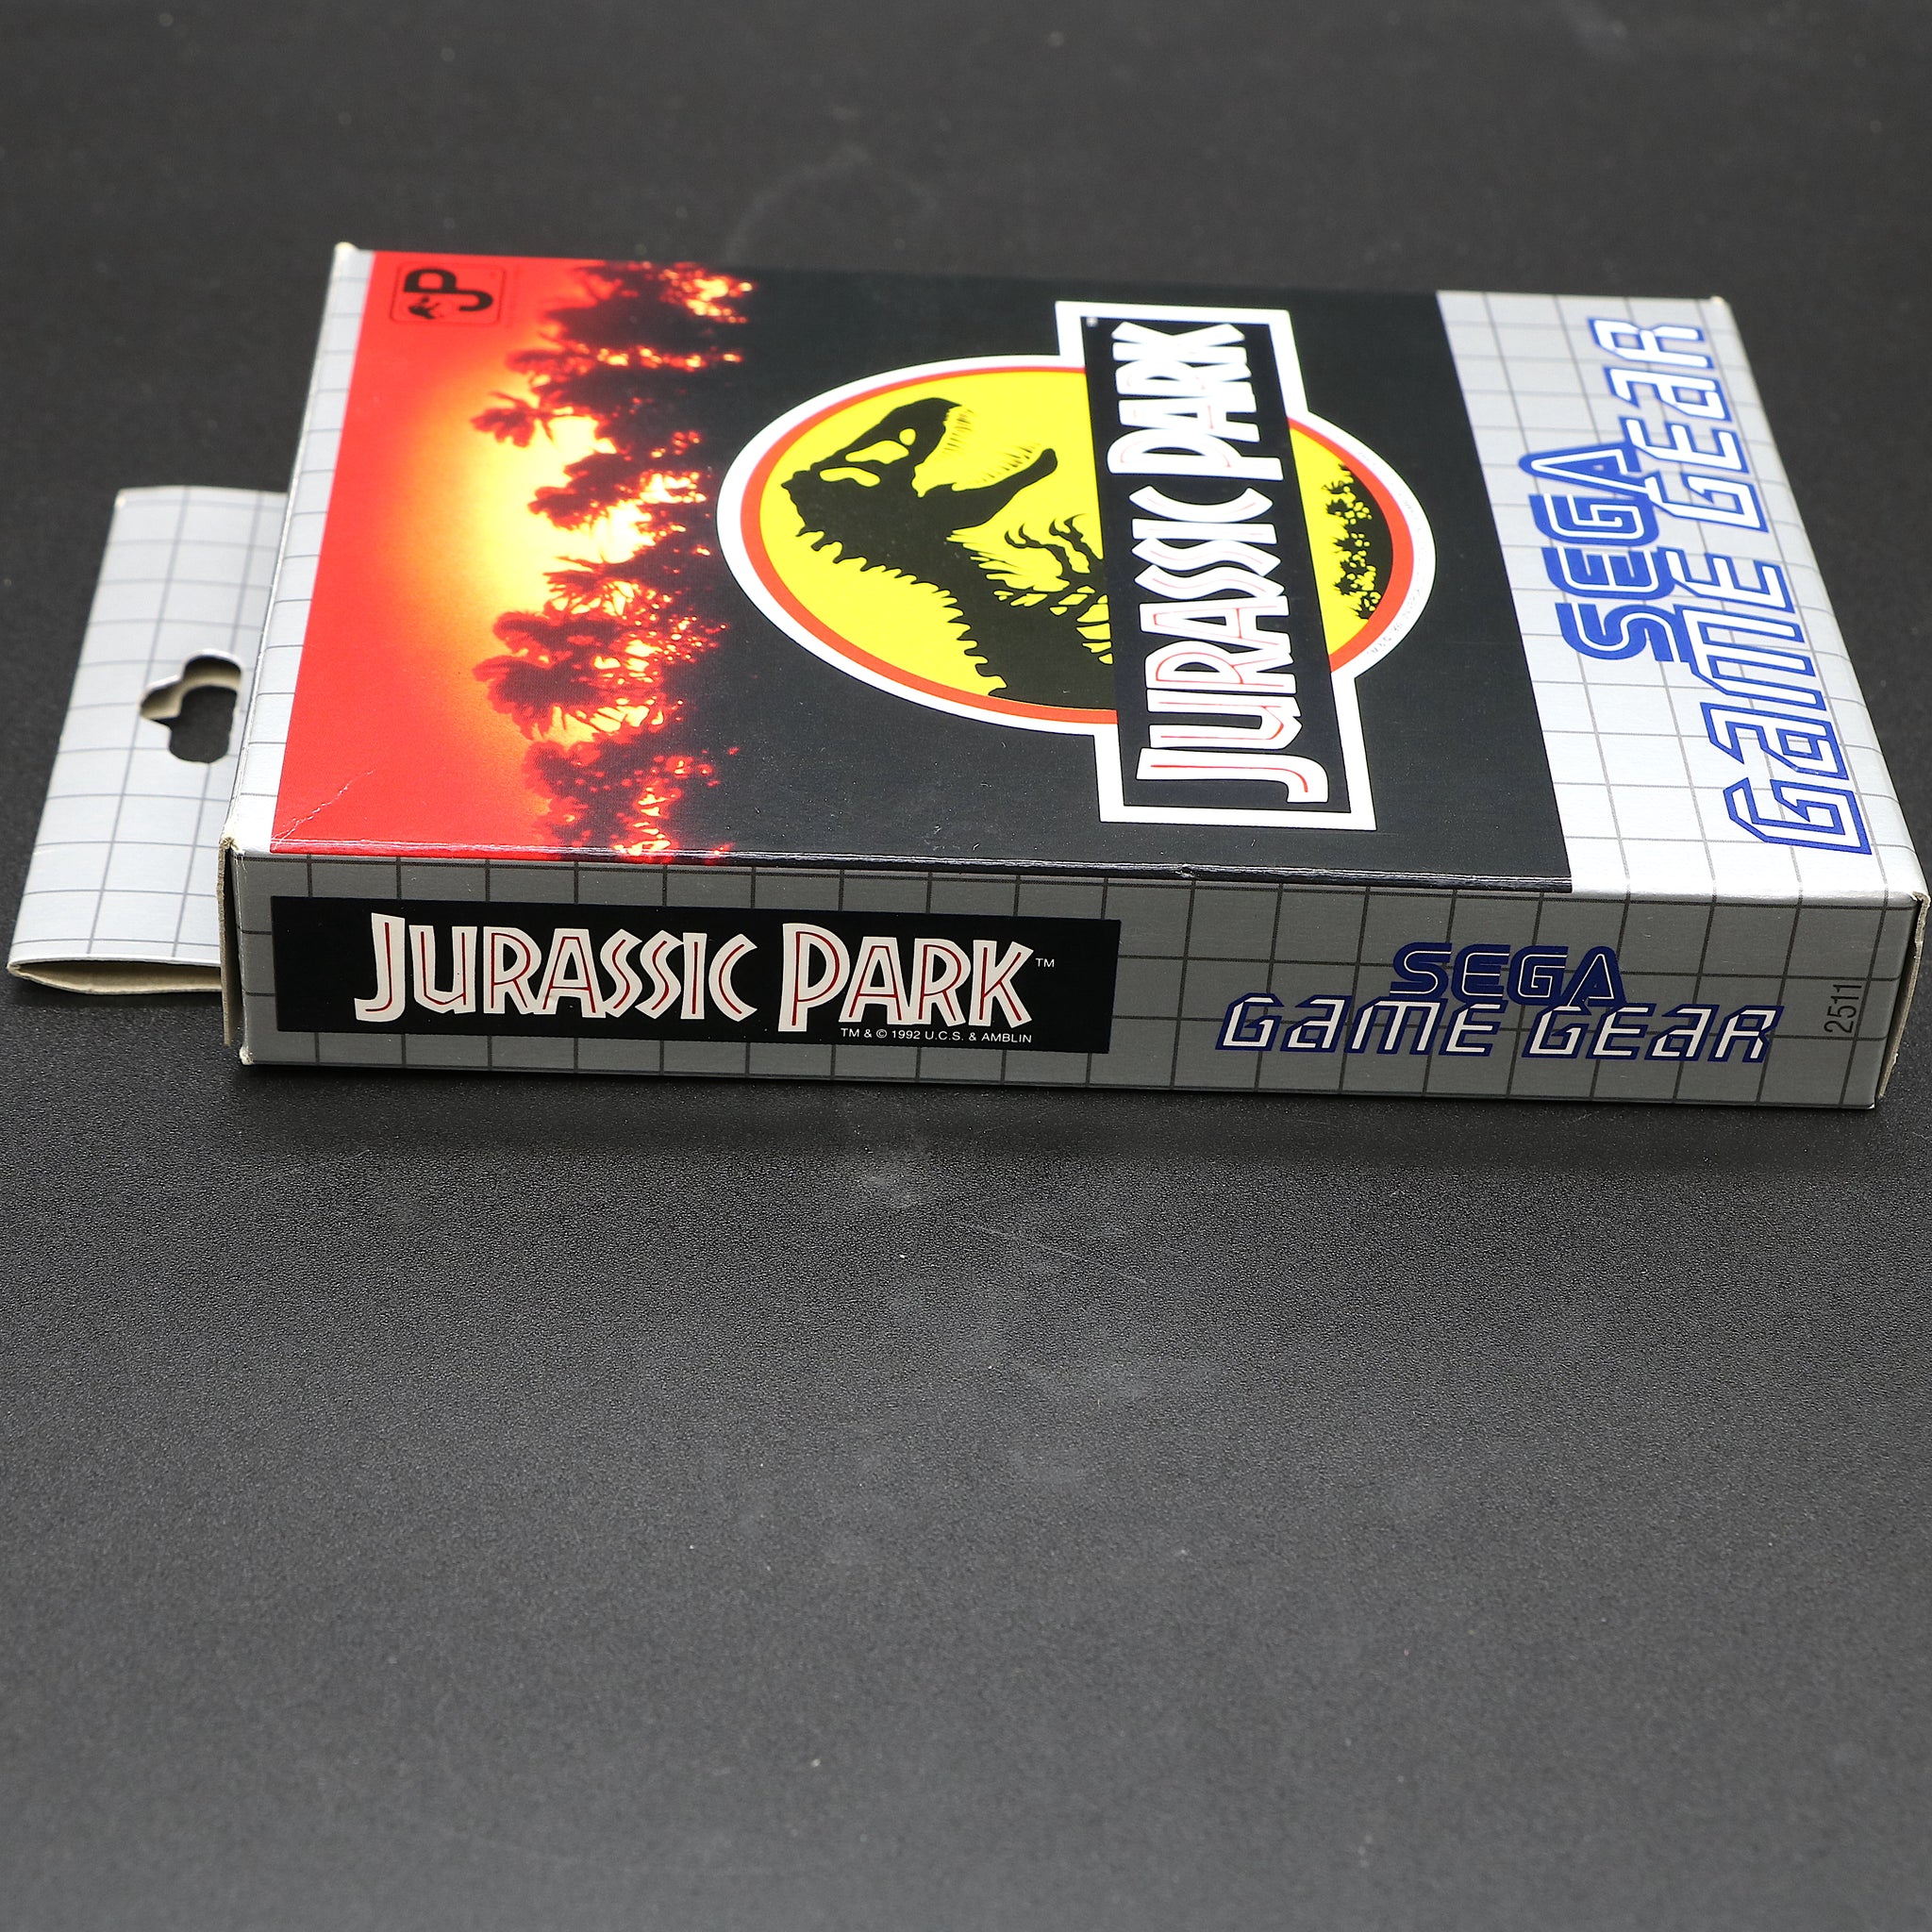 JP
JURASSIC PARK
SEGA
GAME GEAR
JURASSIC PARK™
TM & © 1992 U.C.S. & AMBLIN
SEGA
GAME GEAR
2511